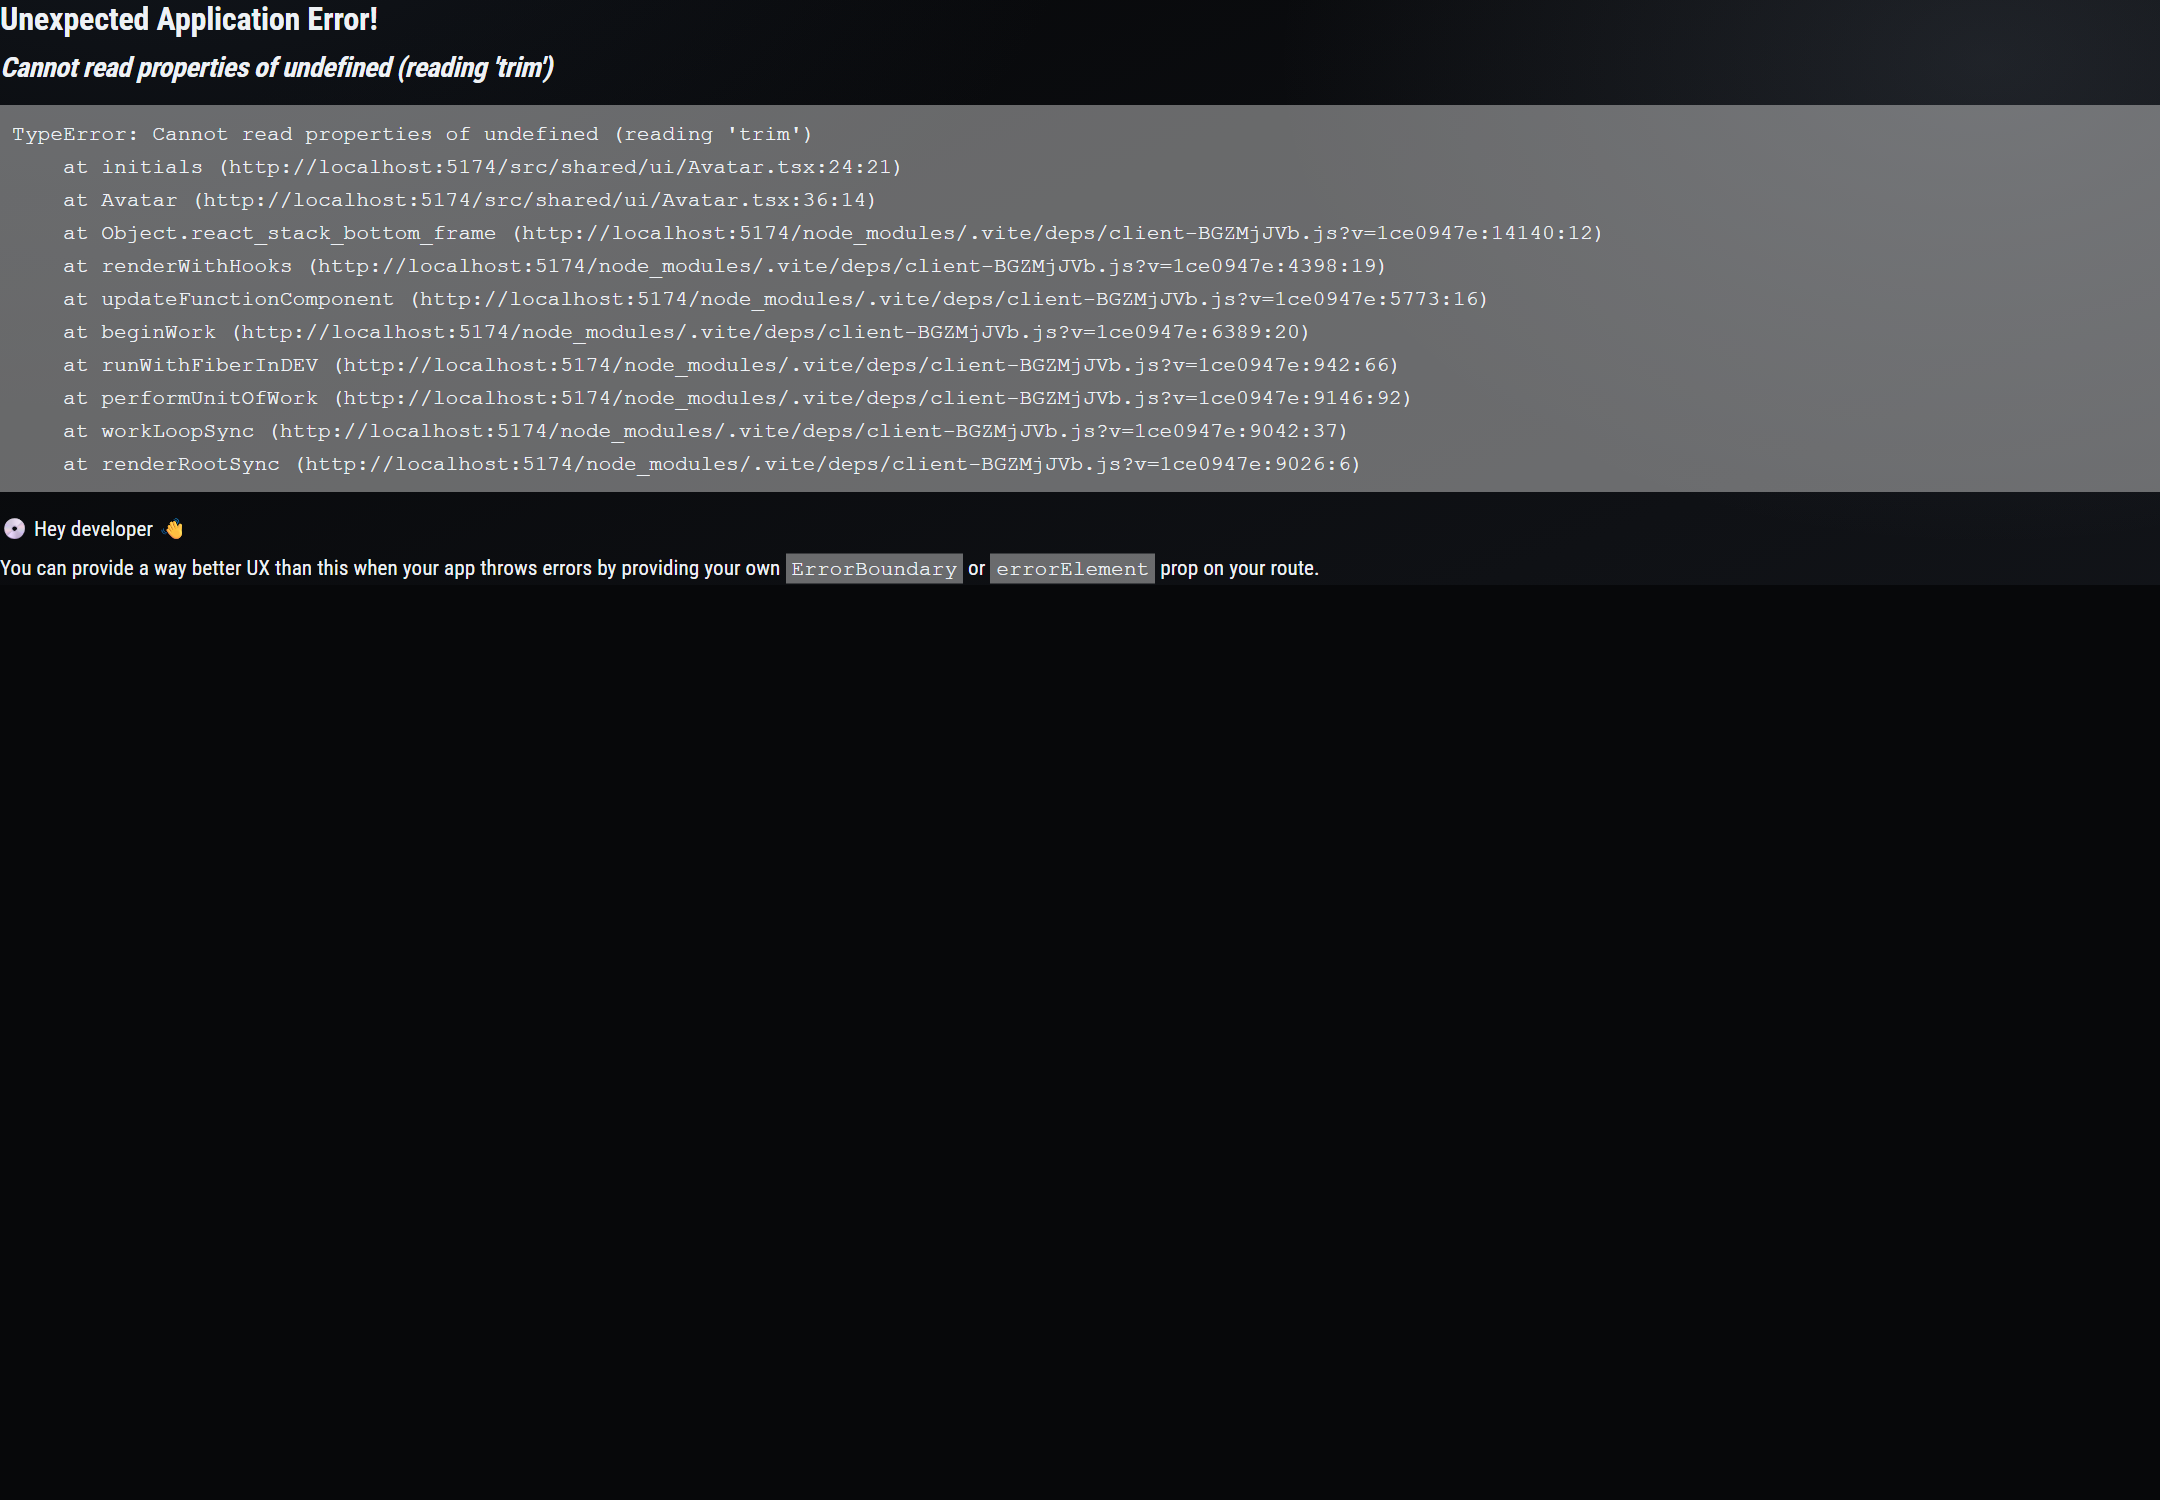 Unexpected Application Error!
Cannot read properties of undefined (reading 'trim')
TypeError: Cannot read properties of undefined (reading 'trim')
    at initials (http://localhost:5174/src/shared/ui/Avatar.tsx:24:21)
    at Avatar (http://localhost:5174/src/shared/ui/Avatar.tsx:36:14)
    at Object.react_stack_bottom_frame (http://localhost:5174/node_modules/.vite/deps/client-BGZMjJVb.js?v=1ce0947e:14140:12)
    at renderWithHooks (http://localhost:5174/node_modules/.vite/deps/client-BGZMjJVb.js?v=1ce0947e:4398:19)
    at updateFunctionComponent (http://localhost:5174/node_modules/.vite/deps/client-BGZMjJVb.js?v=1ce0947e:5773:16)
    at beginWork (http://localhost:5174/node_modules/.vite/deps/client-BGZMjJVb.js?v=1ce0947e:6389:20)
    at runWithFiberInDEV (http://localhost:5174/node_modules/.vite/deps/client-BGZMjJVb.js?v=1ce0947e:942:66)
    at performUnitOfWork (http://localhost:5174/node_modules/.vite/deps/client-BGZMjJVb.js?v=1ce0947e:9146:92)
    at workLoopSync (http://localhost:5174/node_modules/.vite/deps/client-BGZMjJVb.js?v=1ce0947e:9042:37)
    at renderRootSync (http://localhost:5174/node_modules/.vite/deps/client-BGZMjJVb.js?v=1ce0947e:9026:6)
💿 Hey developer 👋
You can provide a way better UX than this when your app throws errors by providing your own ErrorBoundary or errorElement prop on your route.